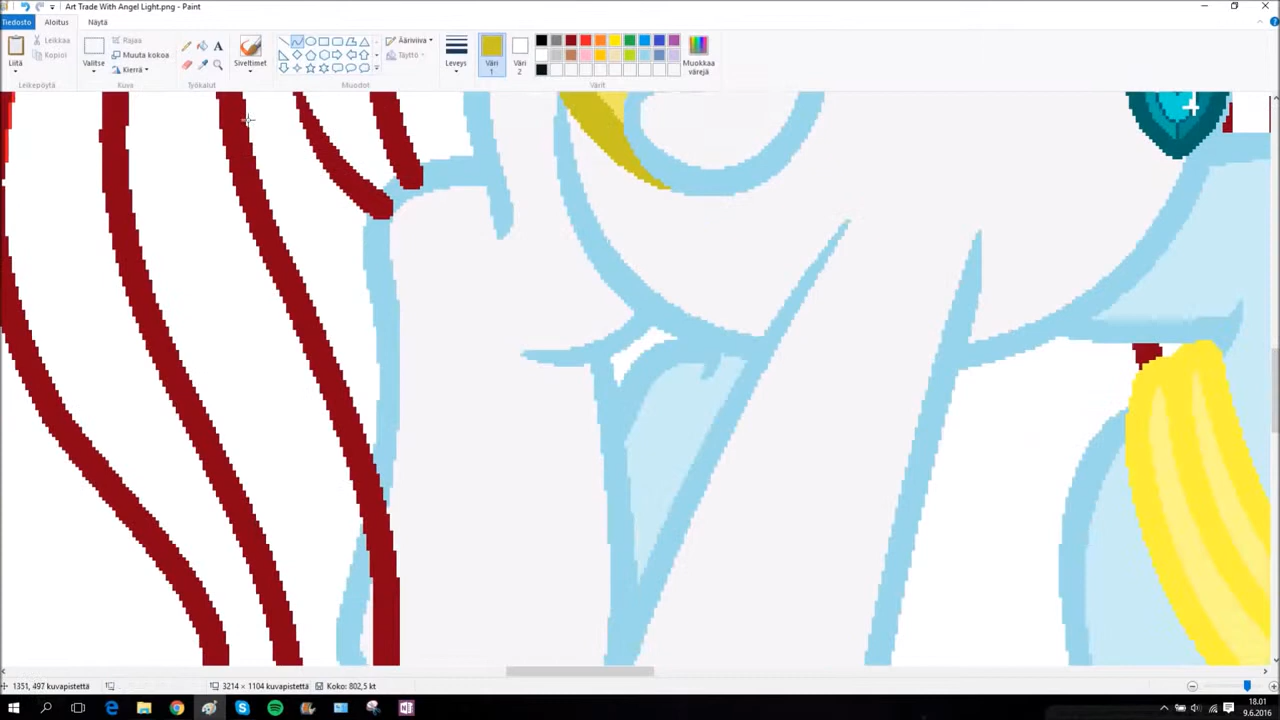 Art Trade With Angel Light.png - Paint
Tiedosto Aloitus Näytä
Liitä
Leikkaa
Kopioi
Leikepöytä
Valitse
Rajaa
Muuta kokoa
Kierrä
Kuva
A
Työkalut
Siveltimet
Ääriviiva
Täyttö
Muodot
Leveys
Väri 1
Väri 2
Muokkaa värejä
Värit
1351, 497 kuvapistettä
3214 × 1104 kuvapistettä
Koko: 802,5 kt
18.01
9.6.2016